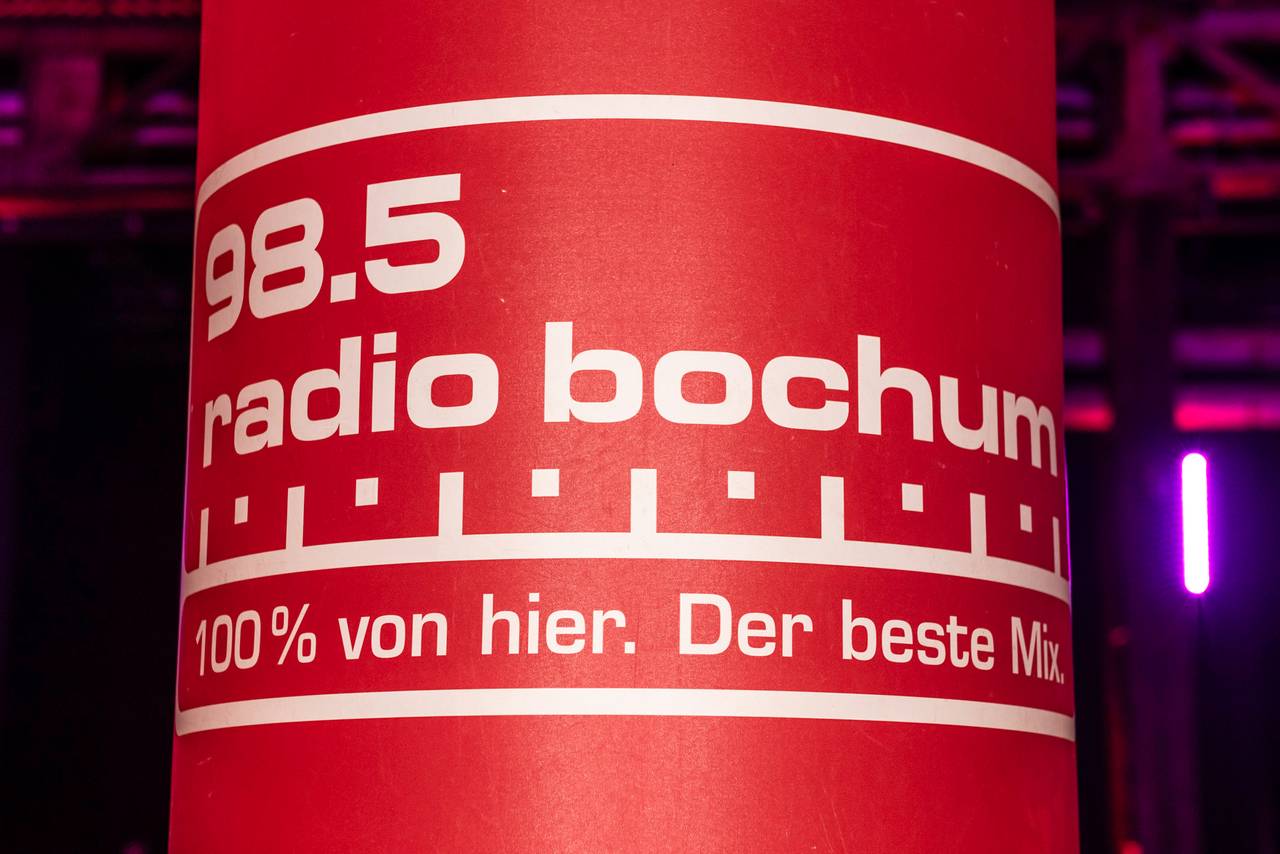 98.5
radio bochum
100% von hier. Der beste Mix.